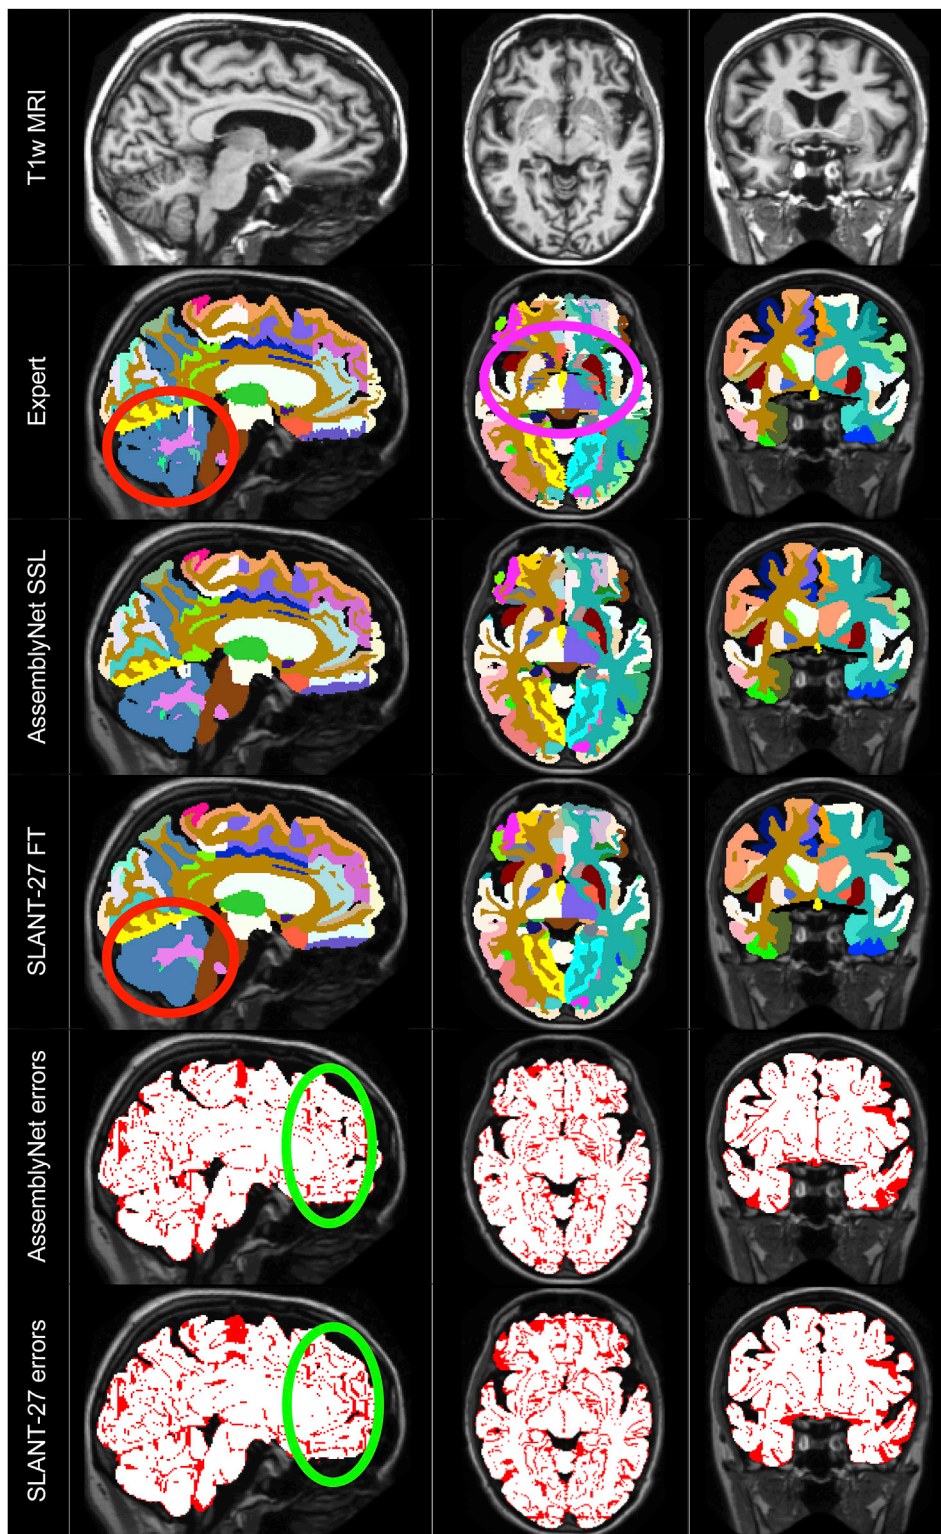 T1w MRI
Expert
AssemblyNet SSL
SLANT-27 FT
AssemblyNet errors
SLANT-27 errors